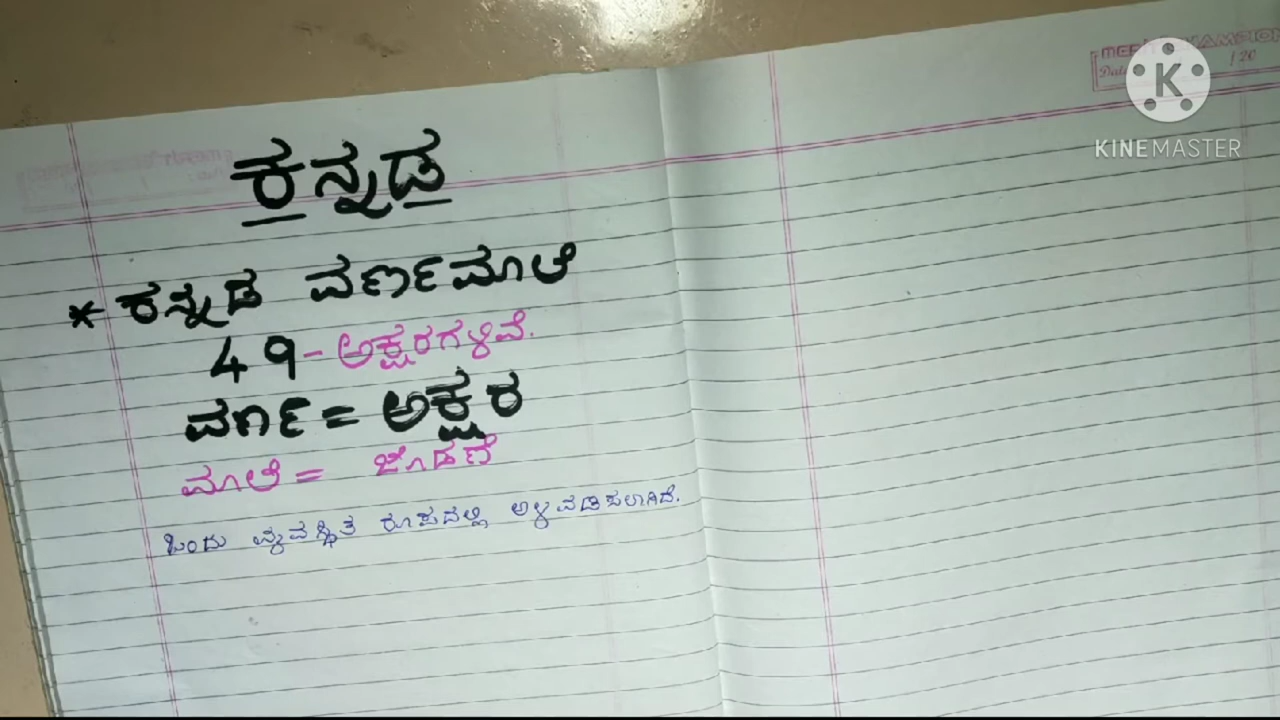 ಕನ್ನಡ
* ಕನ್ನಡ ವರ್ಣಮಾಲೆ
49 - ಅಕ್ಷರಗಳಿವೆ.
ವರ್ಣ = ಅಕ್ಷರ
ಮಾಲೆ = ಜೋಡಣೆ
ಒಂದು ವ್ಯವಸ್ಥಿತ ರೂಪದಲ್ಲಿ ಅಳವಡಿಸಲಾಗಿದೆ.
KINEMASTER